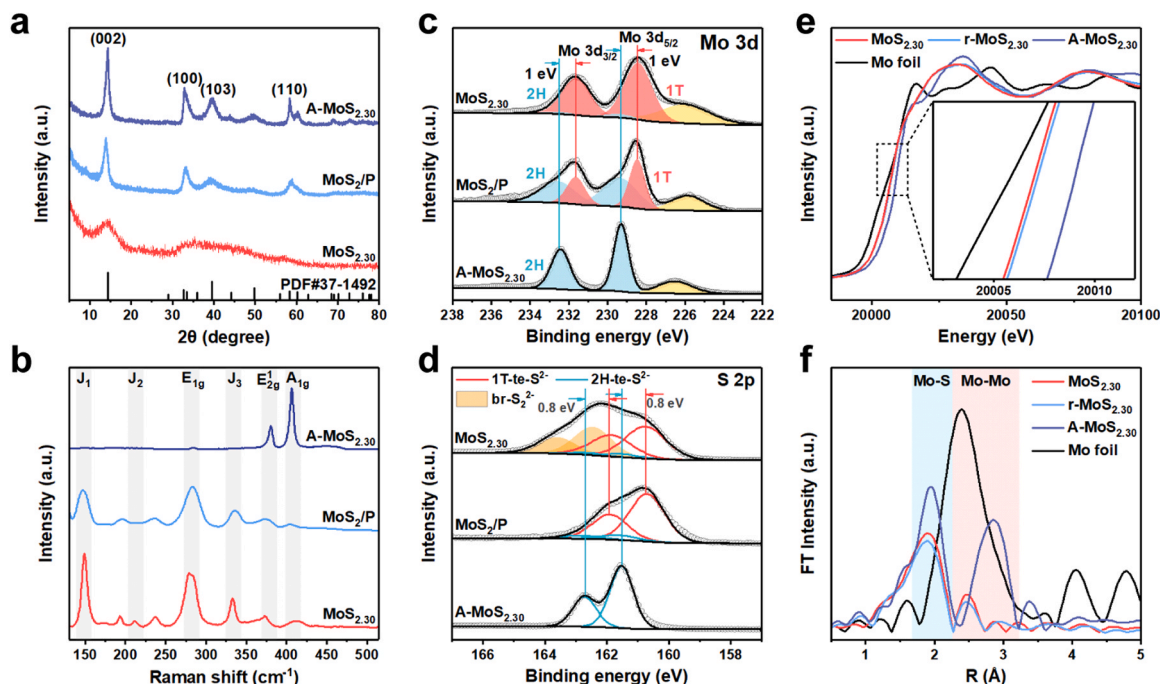 a
(002)
(100)
(103)
(110)
A-MoS2.30
MoS2/P
MoS2.30
PDF#37-1492
Intensity (a.u.)
10 20 30 40 50 60 70 80
2θ (degree)
b
J1 J2 E1g J3 E12g A1g
A-MoS2.30
MoS2/P
MoS2.30
Intensity (a.u.)
150 200 250 300 350 400 450 500
Raman shift (cm-1)
c
Mo 3d
Mo 3d3/2
Mo 3d5/2
1 eV
1 eV
2H
1T
MoS2.30
2H
1T
MoS2/P
2H
A-MoS2.30
Intensity (a.u.)
238 236 234 232 230 228 226 224 222
Binding energy (eV)
d
S 2p
1T-te-S2- 2H-te-S2-
br-S22-
0.8 eV
0.8 eV
MoS2.30
MoS2/P
A-MoS2.30
Intensity (a.u.)
166 164 162 160 158
Binding energy (eV)
e
MoS2.30 r-MoS2.30 A-MoS2.30
Mo foil
20005 20010
Intensity (a.u.)
20000 20050 20100
Energy (eV)
f
Mo-S Mo-Mo
MoS2.30
r-MoS2.30
A-MoS2.30
Mo foil
FT Intensity (a.u.)
1 2 3 4 5
R (Å)